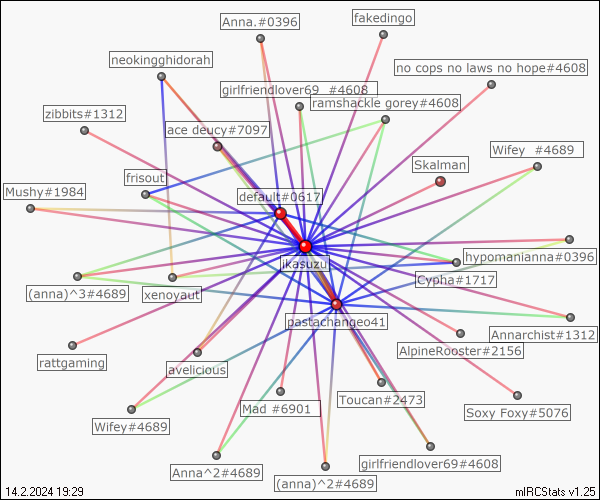 Anna.#0396
fakedingo
neokingghidorah
no cops no laws no hope#4608
girlfriendlover69 #4608
ramshackle gorey#4608
zibbits#1312
ace deucy#7097
Wifey #4689
Skalman
frisout
Mushy#1984
default#0617
hypomanianna#0396
ikasuzu
Cypha#1717
(anna)^3#4689
xenoyaut
pastachangeo41
Annarchist#1312
AlpineRooster#2156
rattgaming
avelicious
Toucan#2473
Mad #6901
Soxy Foxy#5076
Wifey#4689
girlfriendlover69#4608
Anna^2#4689
(anna)^2#4689
14.2.2024 19:29
mIRCStats v1.25